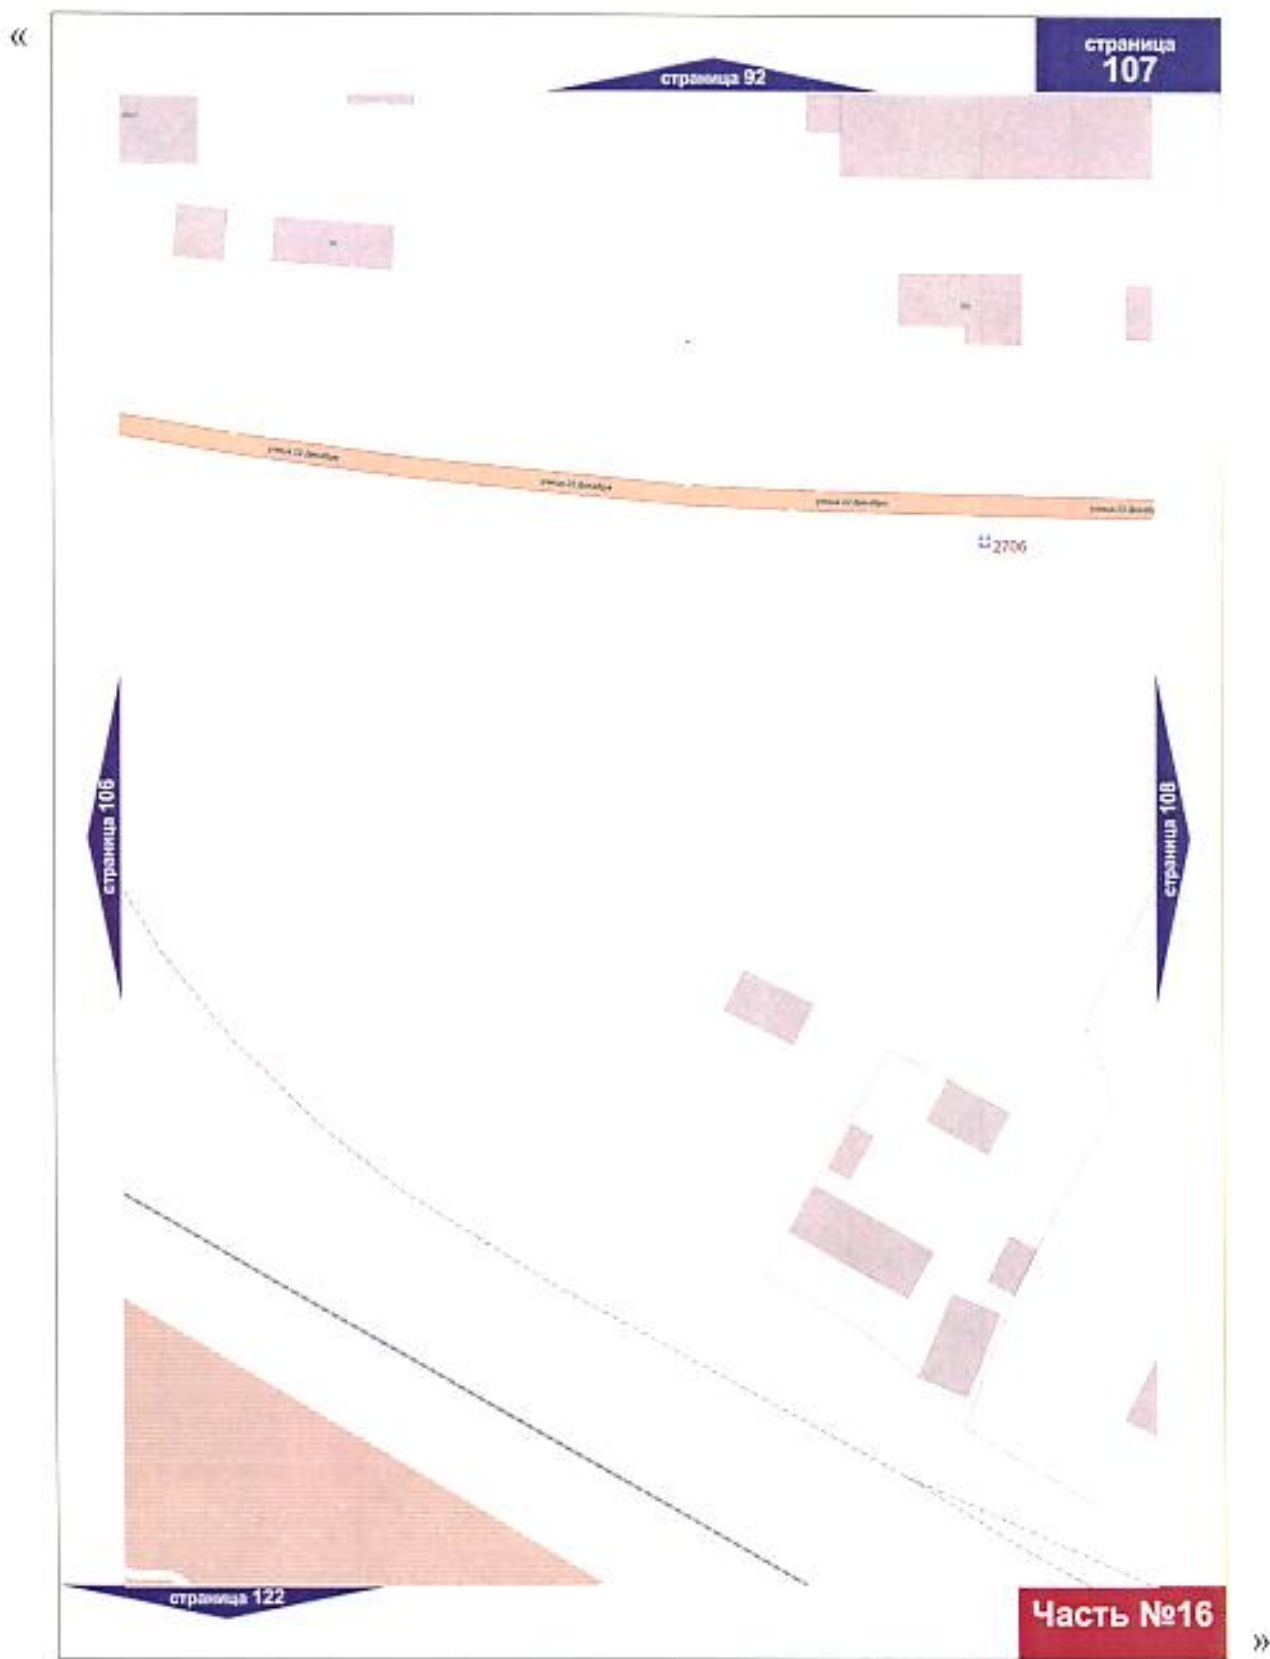 «
страница
107
страница 92
2706
страница 106
страница 108
страница 122
Часть №16
»